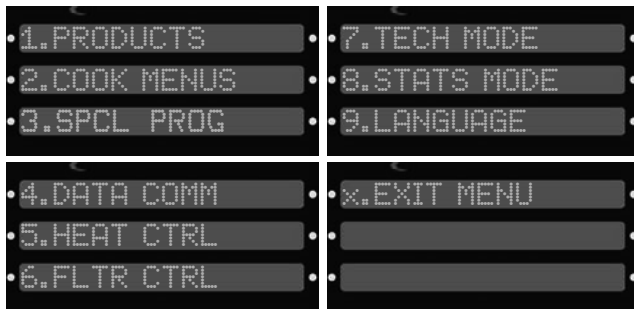 1.PRODUCTS
2.COOK MENUS
3.SPCL PROG
4.DATA COMM
5.HEAT CTRL
6.FLTR CTRL
7.TECH MODE
8.STATS MODE
9.LANGUAGE
x.EXIT MENU